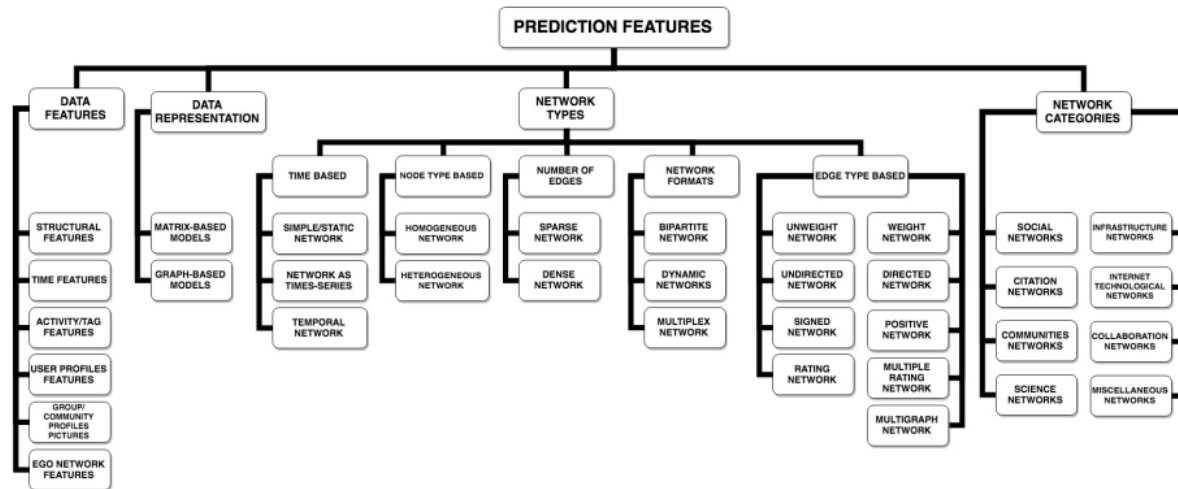 PREDICTION FEATURES
DATA
FEATURES
DATA
REPRESENTATION
NETWORK
TYPES
NETWORK
CATEGORIES
TIME BASED
NODE TYPE BASED
NUMBER OF
EDGES
NETWORK
FORMATS
EDGE TYPE BASED
STRUCTURAL
FEATURES
TIME FEATURES
ACTIVITY/TAG
FEATURES
USER PROFILES
FEATURES
GROUP/
COMMUNITY
PROFILES
PICTURES
EGO NETWORK
FEATURES
MATRIX-BASED
MODELS
GRAPH-BASED
MODELS
SIMPLE/STATIC
NETWORK
NETWORK AS
TIMES-SERIES
TEMPORAL
NETWORK
HOMOGENEOUS
NETWORK
HETEROGENEOUS
NETWORK
SPARSE
NETWORK
DENSE
NETWORK
BIPARTITE
NETWORK
DYNAMIC
NETWORKS
MULTIPLEX
NETWORK
UNWEIGHT
NETWORK
UNDIRECTED
NETWORK
SIGNED
NETWORK
RATING
NETWORK
WEIGHT
NETWORK
DIRECTED
NETWORK
POSITIVE
NETWORK
MULTIPLE
RATING
NETWORK
MULTIGRAPH
NETWORK
SOCIAL
NETWORKS
CITATION
NETWORKS
COMMUNITIES
NETWORKS
SCIENCE
NETWORKS
INFRASTRUCTURE
NETWORKS
INTERNET
TECHNOLOGICAL
NETWORKS
COLLABORATION
NETWORKS
MISCELLANEOUS
NETWORKS